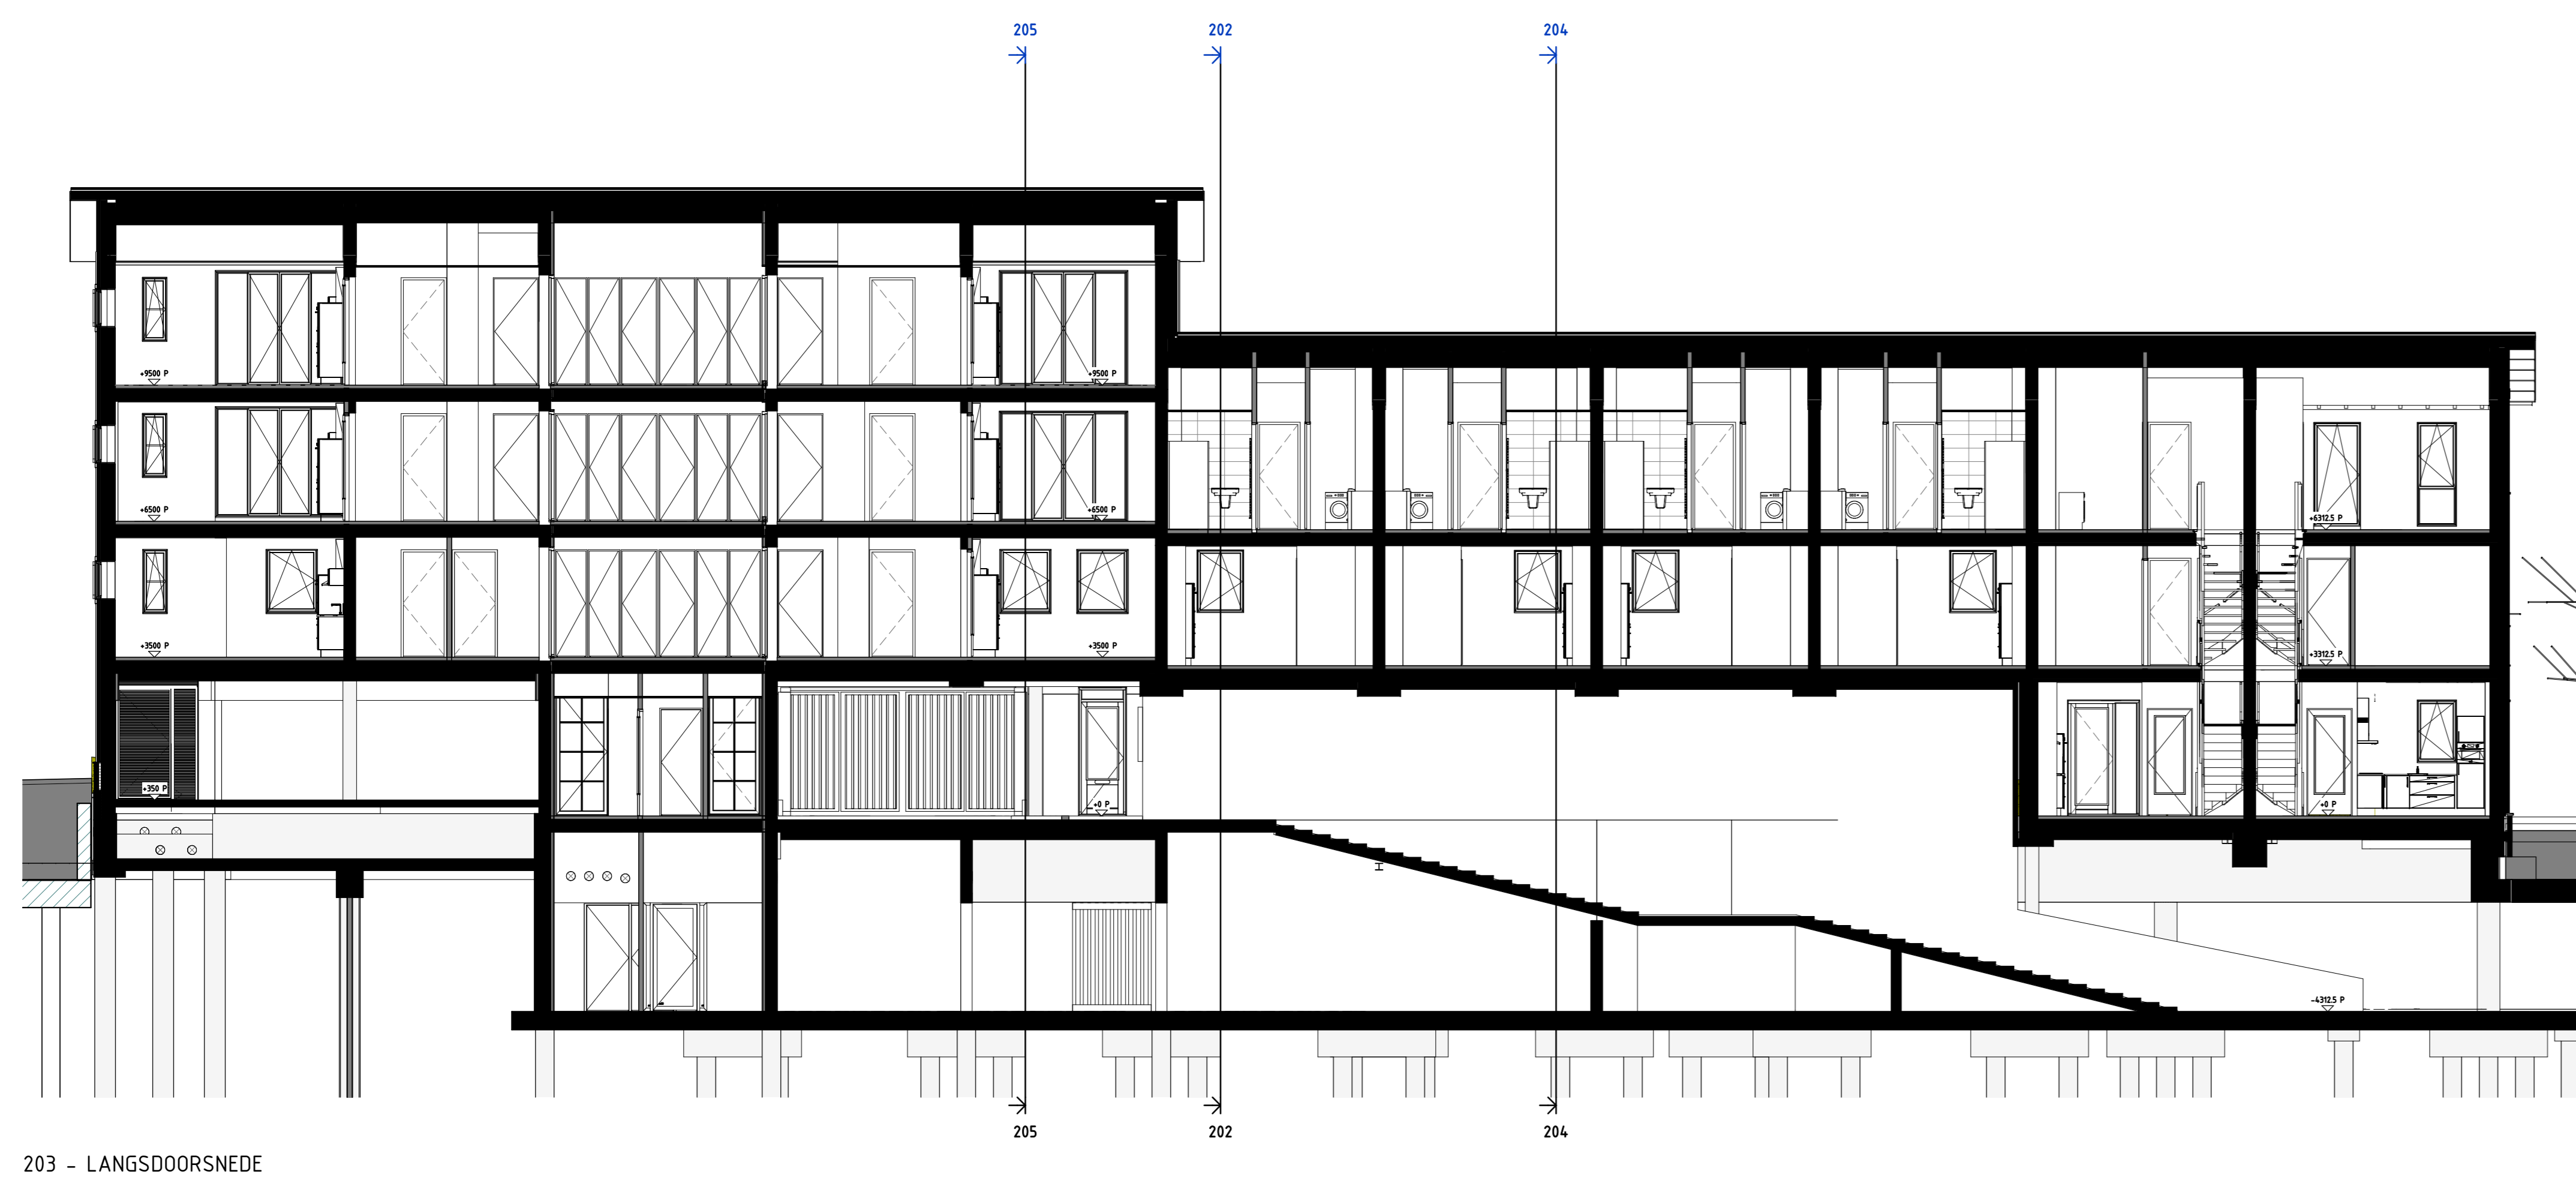 205
202
204
+9500 P
+9500 P
+6500 P
+6500 P
+6312.5 P
+3500 P
+3500 P
+3312.5 P
+350 P
+0 P
+0 P
-4312.5 P
205
202
204
203 - LANGSDOORSNEDE